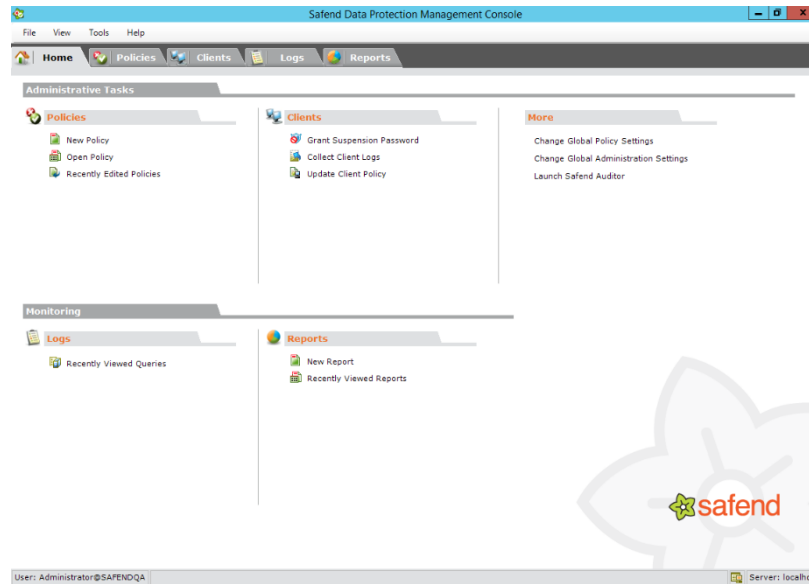 Safend Data Protection Management Console
File View Tools Help
Home Policies Clients Logs Reports
Administrative Tasks
Policies
New Policy
Open Policy
Recently Edited Policies
Clients
Grant Suspension Password
Collect Client Logs
Update Client Policy
More
Change Global Policy Settings
Change Global Administration Settings
Launch Safend Auditor
Monitoring
Logs
Recently Viewed Queries
Reports
New Report
Recently Viewed Reports
safend
User: Administrator@SAFENDQA
Server: